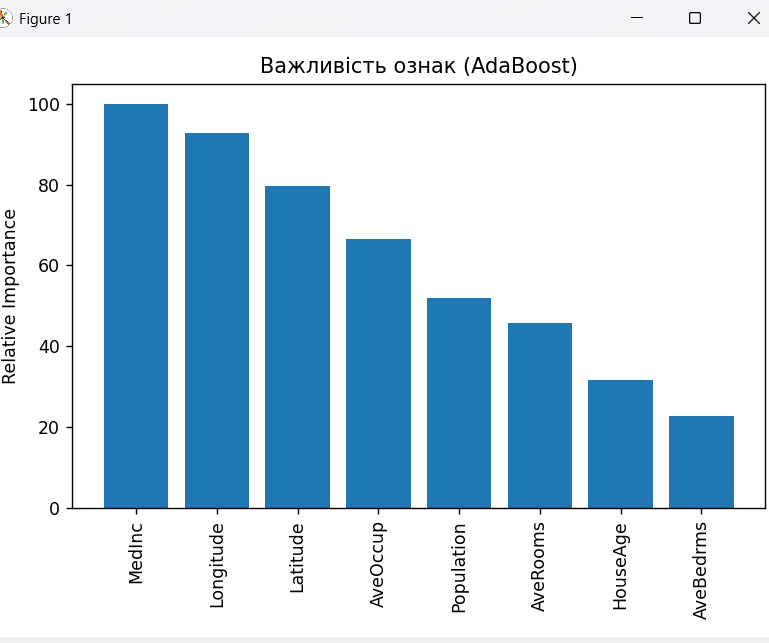 Figure 1
Важливість ознак (AdaBoost)
Relative Importance
100
80
60
40
20
0
MedInc
Longitude
Latitude
AveOccup
Population
AveRooms
HouseAge
AveBedrms